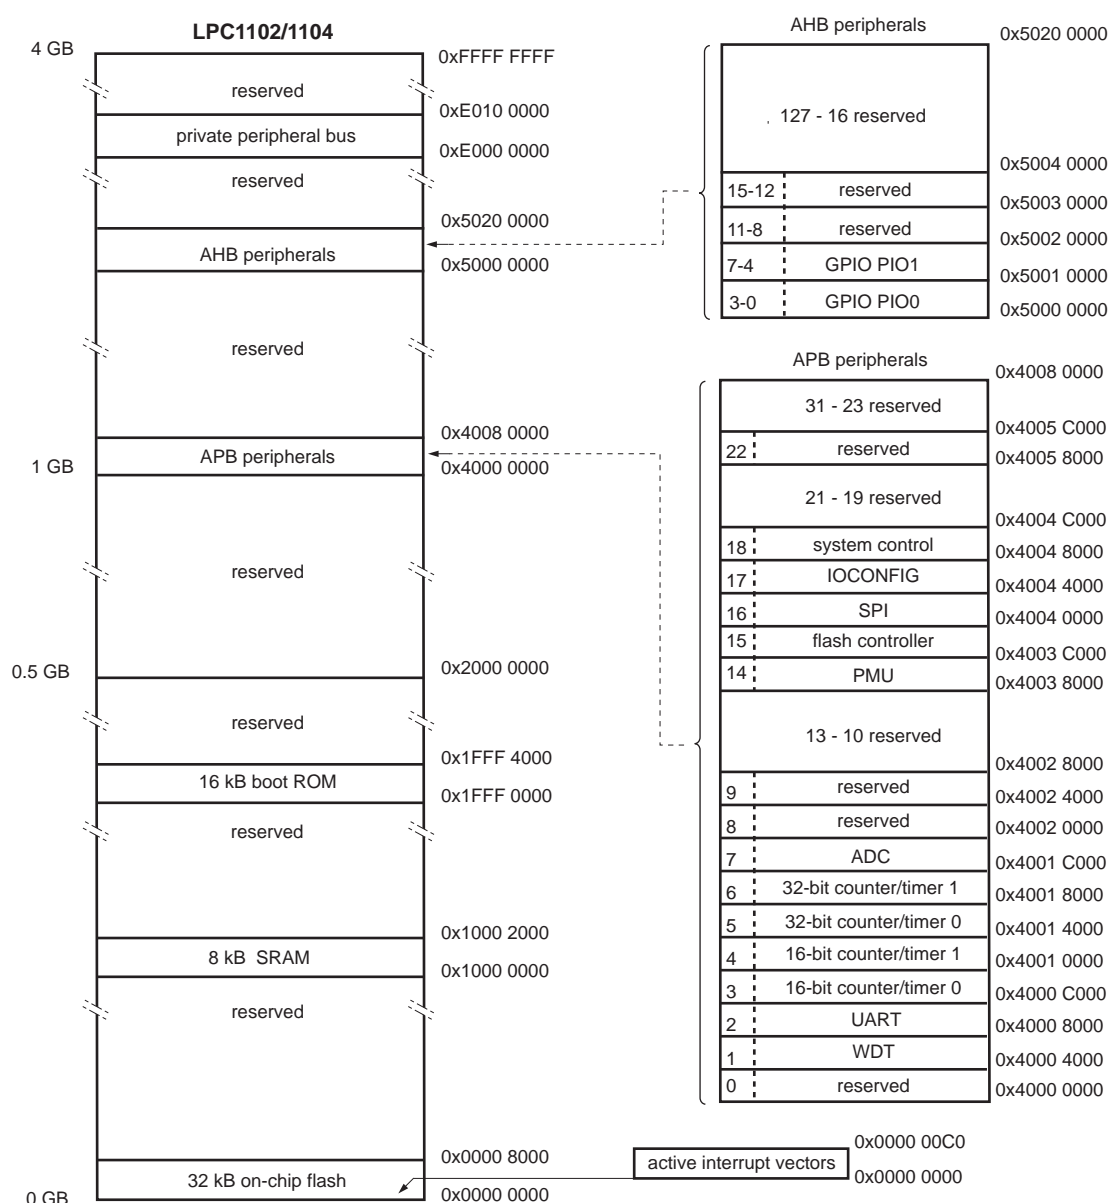 LPC1102/1104
4 GB
0xFFFF FFFF
reserved
0xE010 0000
private peripheral bus
0xE000 0000
reserved
0x5020 0000
AHB peripherals
0x5000 0000
reserved
0x4008 0000
APB peripherals
1 GB
0x4000 0000
reserved
0x2000 0000
0.5 GB
reserved
0x1FFF 4000
16 kB boot ROM
0x1FFF 0000
reserved
0x1000 2000
8 kB SRAM
0x1000 0000
reserved
0x0000 8000
32 kB on-chip flash
0x0000 0000
0 GB
AHB peripherals
0x5020 0000
127 - 16 reserved
0x5004 0000
15-12 reserved
0x5003 0000
11-8 reserved
0x5002 0000
7-4 GPIO PIO1
0x5001 0000
3-0 GPIO PIO0
0x5000 0000
APB peripherals
0x4008 0000
31 - 23 reserved
0x4005 C000
22 reserved
0x4005 8000
21 - 19 reserved
0x4004 C000
18 system control
0x4004 8000
17 IOCONFIG
0x4004 4000
16 SPI
0x4004 0000
15 flash controller
0x4003 C000
14 PMU
0x4003 8000
13 - 10 reserved
0x4002 8000
9 reserved
0x4002 4000
8 reserved
0x4002 0000
7 ADC
0x4001 C000
6 32-bit counter/timer 1
0x4001 8000
5 32-bit counter/timer 0
0x4001 4000
4 16-bit counter/timer 1
0x4001 0000
3 16-bit counter/timer 0
0x4000 C000
2 UART
0x4000 8000
1 WDT
0x4000 4000
0 reserved
0x4000 0000
0x0000 00C0
active interrupt vectors
0x0000 0000